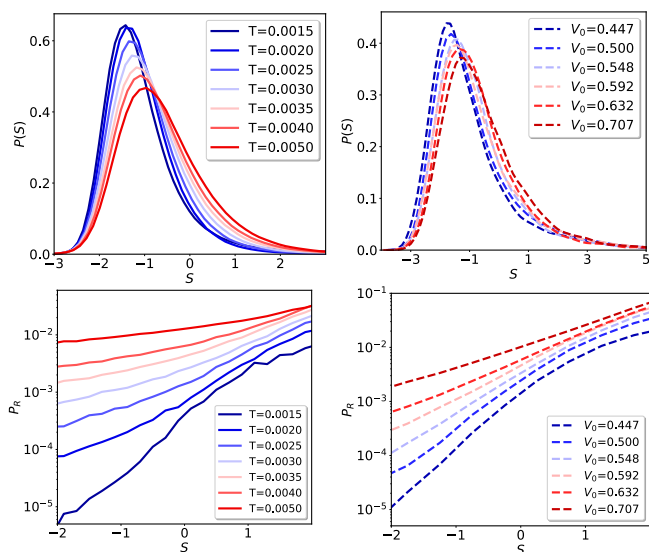 0.6
0.4
0.2
0.0
P(S)
−3 −2 −1 0 1 2
S
T=0.0015
T=0.0020
T=0.0025
T=0.0030
T=0.0035
T=0.0040
T=0.0050
0.4
0.3
0.2
0.1
0.0
P(S)
−3 −1 1 3 5
S
V₀=0.447
V₀=0.500
V₀=0.548
V₀=0.592
V₀=0.632
V₀=0.707
10⁻²
10⁻³
10⁻⁴
10⁻⁵
P_R
−2 −1 0 1
S
T=0.0015
T=0.0020
T=0.0025
T=0.0030
T=0.0035
T=0.0040
T=0.0050
10⁻¹
10⁻²
10⁻³
10⁻⁴
10⁻⁵
P_R
−2 −1 0 1
S
V₀=0.447
V₀=0.500
V₀=0.548
V₀=0.592
V₀=0.632
V₀=0.707